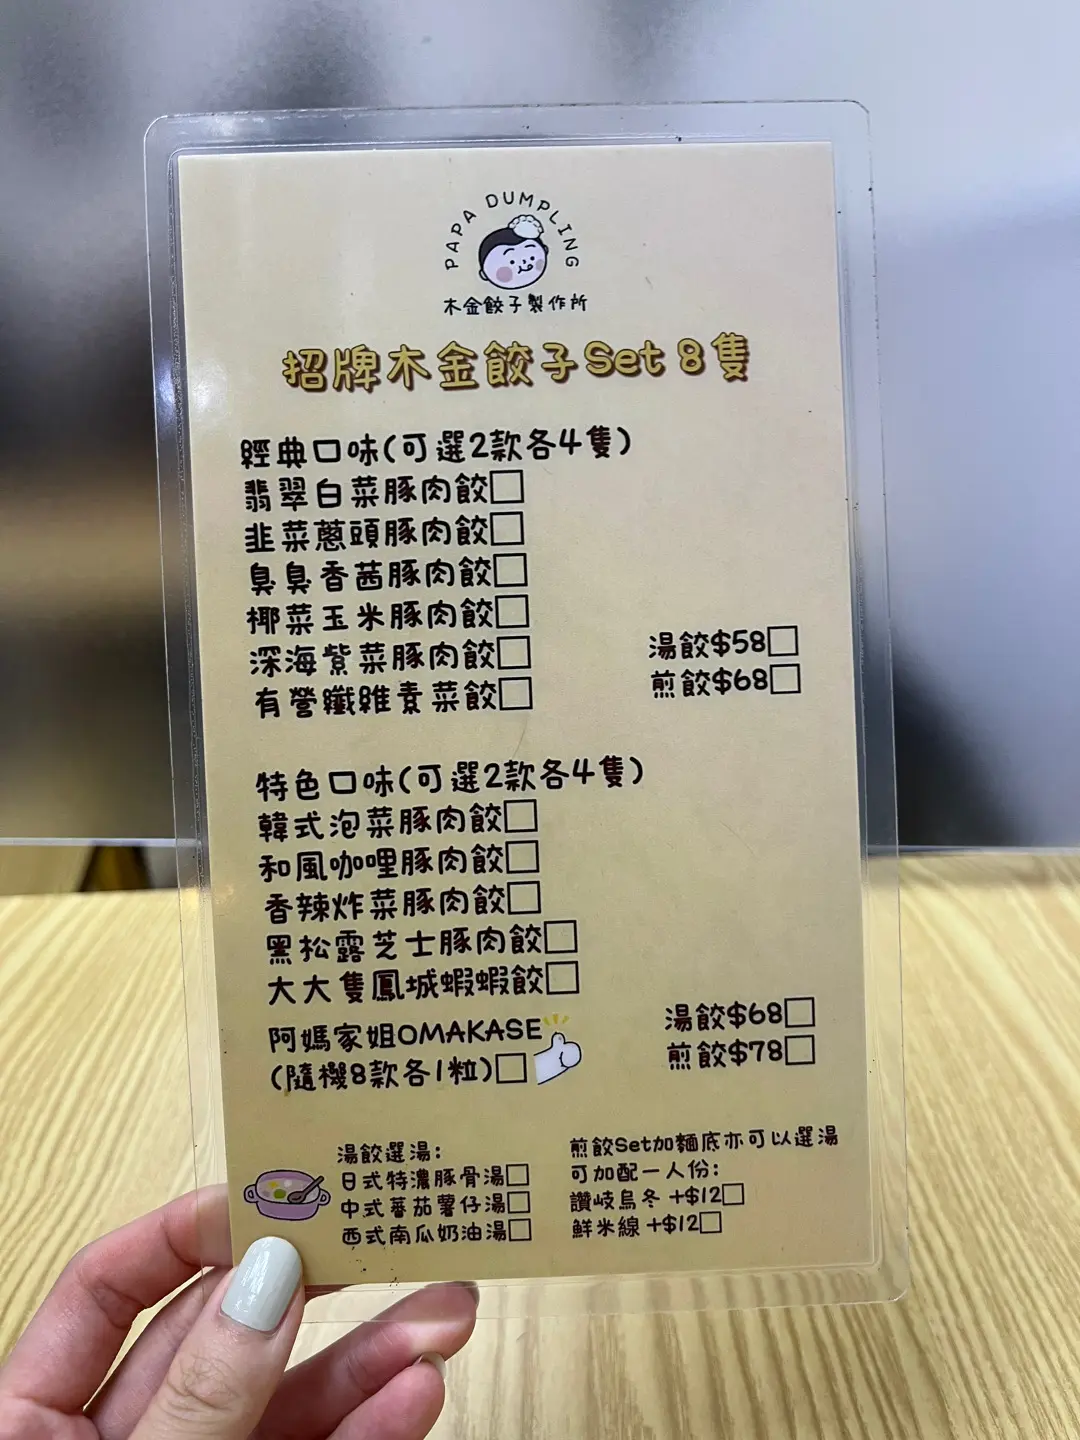 PAPA DUMPLING
木金餃子製作所
招牌木金餃子Set 8隻
經典口味(可選2款各4隻)
翡翠白菜豚肉餃□
韭菜蔥頭豚肉餃□
臭臭香茜豚肉餃□
椰菜玉米豚肉餃□
深海紫菜豚肉餃□
有營纖維素菜餃□
湯餃$58□
煎餃$68□
特色口味(可選2款各4隻)
韓式泡菜豚肉餃□
和風咖哩豚肉餃□
香辣炸菜豚肉餃□
黑松露芝士豚肉餃□
大大隻鳳城蝦蝦餃□
阿媽家姐OMAKASE
(隨機8款各1粒)□
湯餃$68□
煎餃$78□
湯餃選湯:
日式特濃豚骨湯□
中式蕃茄薯仔湯□
西式南瓜奶油湯□
煎餃Set加麵底亦可以選湯
可加配一人份:
讚岐烏冬 +$12□
鮮米線 +$12□